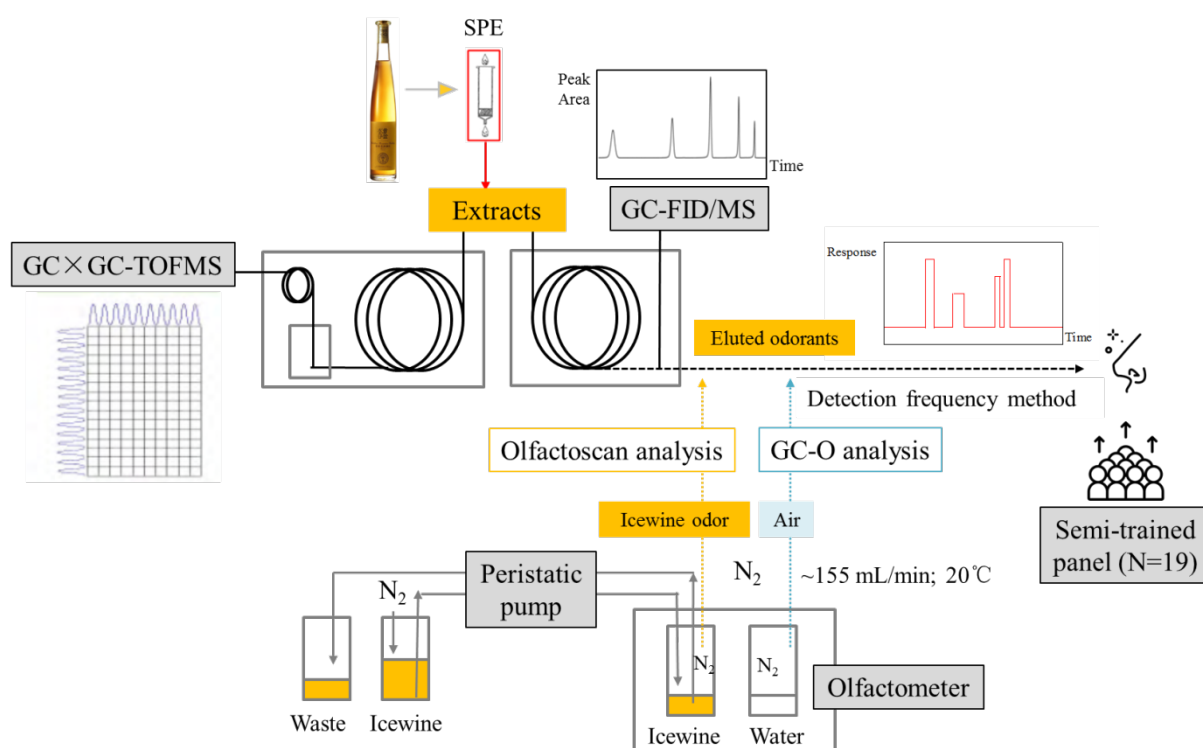 SPE
Peak
Area
Time
Extracts
GC-FID/MS
GC×GC-TOFMS
Response
Time
Eluted odorants
Detection frequency method
Olfactoscan analysis
GC-O analysis
Icewine odor
Air
Semi-trained
panel (N=19)
Peristatic
pump
N₂
~155 mL/min; 20℃
N₂
N₂
N₂
Olfactometer
Waste
Icewine
Icewine
Water